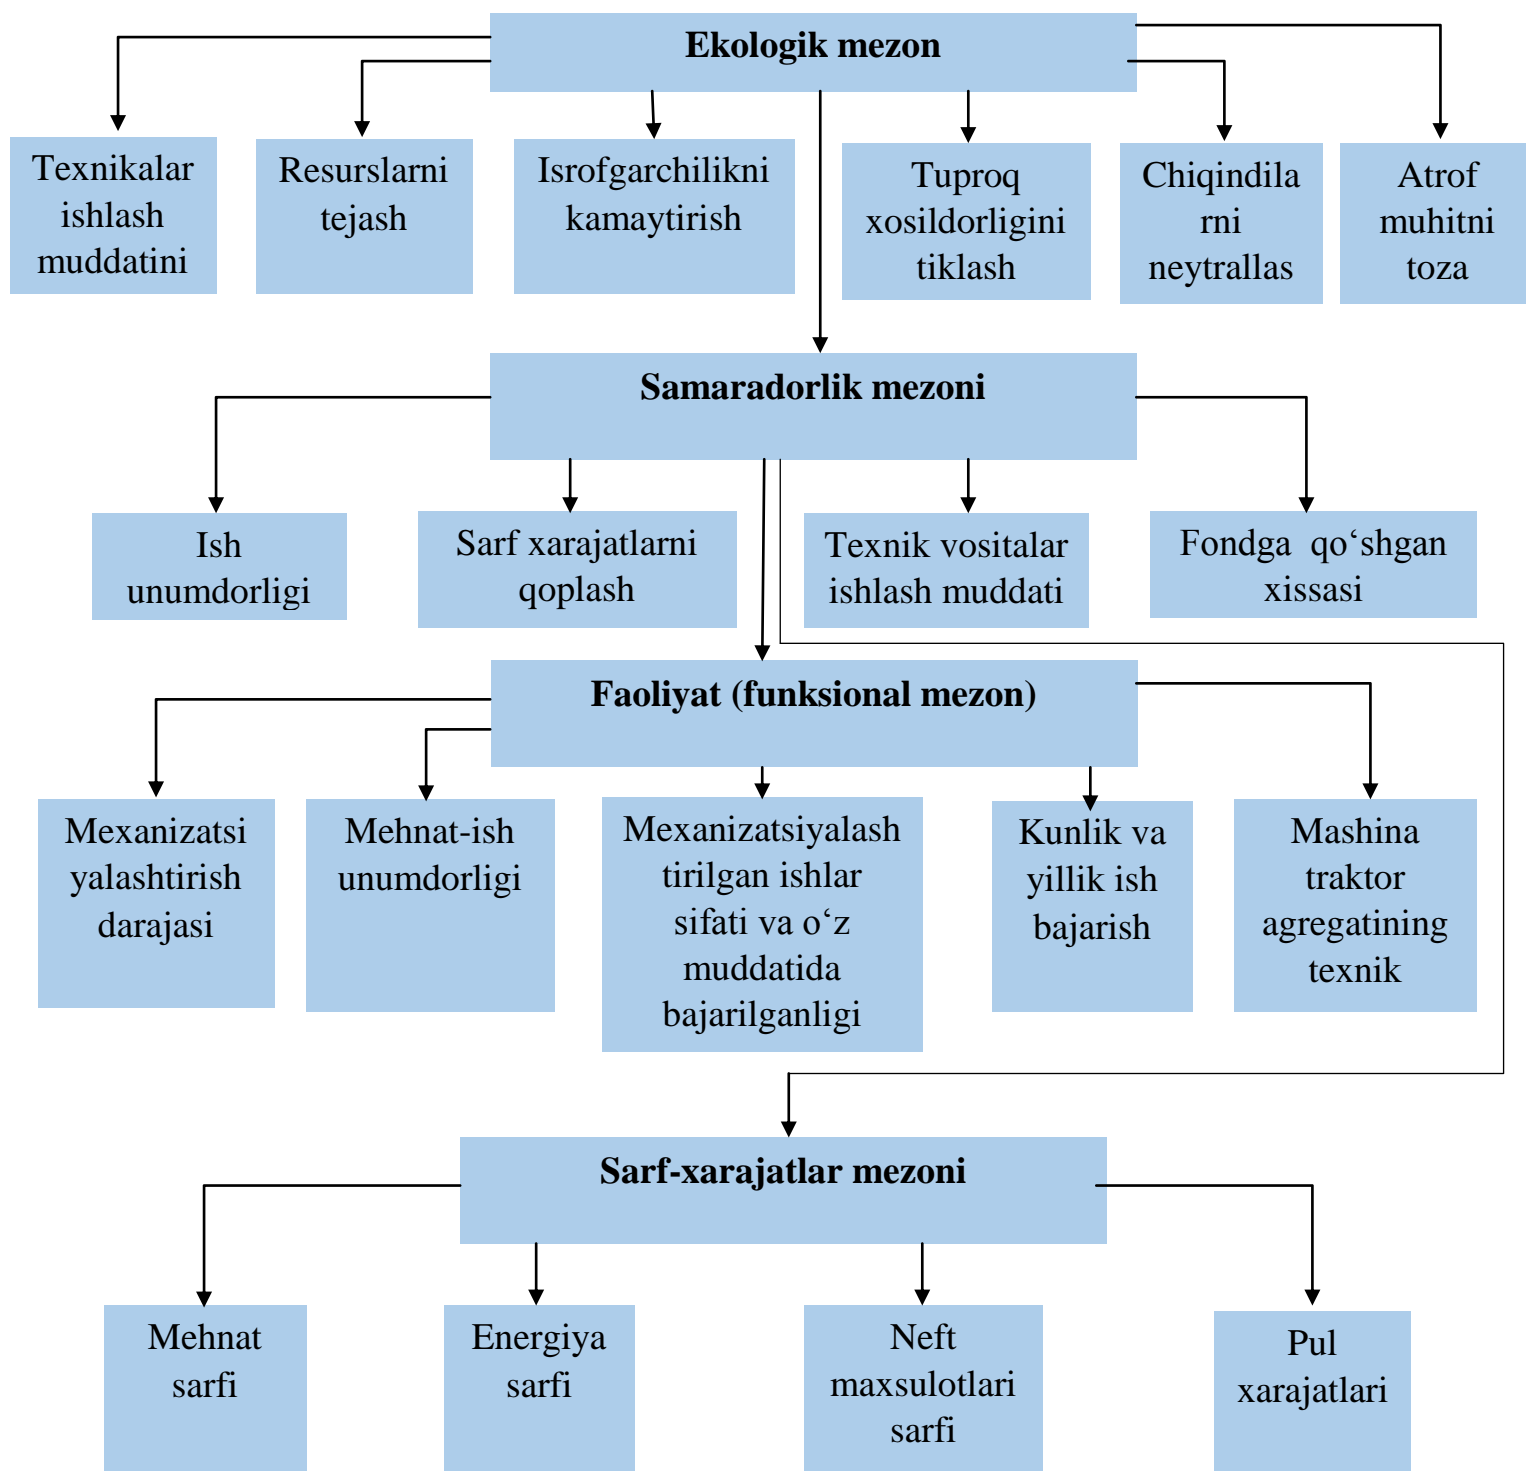 Ekologik mezon
Texnikalar
ishlash
muddatini
Resurslarni
tejash
Isrofgarchilikni
kamaytirish
Tuproq
xosildorligini
tiklash
Chiqindila
rni
neytrallas
Atrof
muhitni
toza
Samaradorlik mezoni
Ish
unumdorligi
Sarf xarajatlarni
qoplash
Texnik vositalar
ishlash muddati
Fondga qo‘shgan
xissasi
Faoliyat (funksional mezon)
Mexanizatsi
yalashtirish
darajasi
Mehnat-ish
unumdorligi
Mexanizatsiyalash
tirilgan ishlar
sifati va o‘z
muddatida
bajarilganligi
Kunlik va
yillik ish
bajarish
Mashina
traktor
agregatining
texnik
Sarf-xarajatlar mezoni
Mehnat
sarfi
Energiya
sarfi
Neft
maxsulotlari
sarfi
Pul
xarajatlari